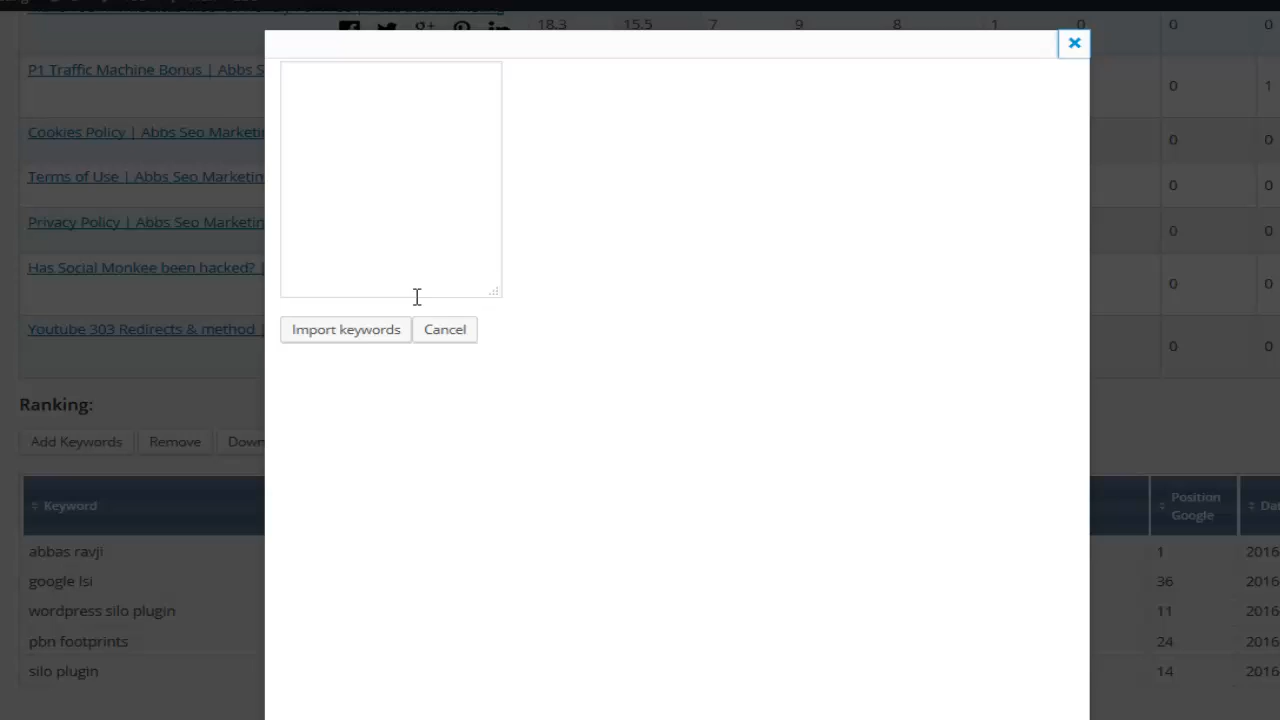 18.3 15.5 7 9 8 1 0 0 0
P1 Traffic Machine Bonus | Abbs S 0 1
Cookies Policy | Abbs Seo Marketin 0 0
Terms of Use | Abbs Seo Marketin 0 0
Privacy Policy | Abbs Seo Marketin 0 0
Has Social Monkee been hacked? | 0 0
Youtube 303 Redirects & method | 0 0
Import keywords Cancel
Ranking:
Add Keywords Remove Down
Keyword Position Google Dat
abbas ravji 1 2016
google lsi 36 2016
wordpress silo plugin 11 2016
pbn footprints 24 2016
silo plugin 14 2016